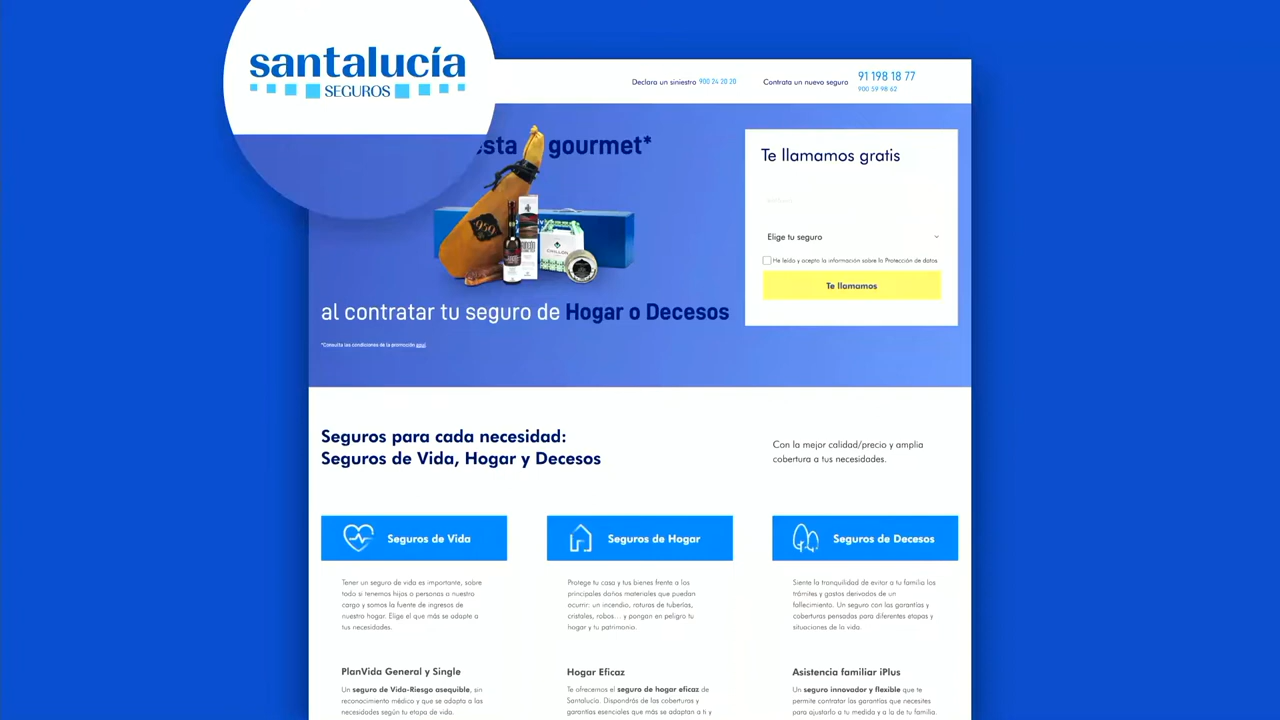 santalucía
SEGUROS
Declara un siniestro 900 24 20 20
Contrata un nuevo seguro 91 198 18 77
900 59 98 62
gourmet*
al contratar tu seguro de Hogar o Decesos
*Consulta las condiciones de la promoción aquí.
Te llamamos gratis
Elige tu seguro
He leído y acepto la información sobre la Protección de datos
Te llamamos
Seguros para cada necesidad:
Seguros de Vida, Hogar y Decesos
Con la mejor calidad/precio y amplia
cobertura a tus necesidades.
Seguros de Vida
Tener un seguro de vida es importante, sobre
todo si tenemos hijos o personas a nuestro
cargo y somos la fuente de ingresos de
nuestro hogar. Elige el que más se adapte a
tus necesidades.
PlanVida General y Single
Un seguro de Vida-Riesgo asequible, sin
reconocimiento médico y que se adapta a las
necesidades según tu etapa de vida.
Seguros de Hogar
Protege tu casa y tus bienes frente a los
principales daños materiales que puedan
ocurrir: un incendio, roturas de tuberías,
cristales, robos... y pongan en peligro tu
hogar y tu patrimonio.
Hogar Eficaz
Te ofrecemos el seguro de hogar eficaz de
Santalucía. Dispondrás de las coberturas y
garantías esenciales que más se adaptan a ti y
Seguros de Decesos
Siente la tranquilidad de evitar a tu familia los
trámites y gastos derivados de un
fallecimiento. Un seguro con las garantías y
coberturas pensadas para diferentes etapas y
situaciones de la vida.
Asistencia familiar iPlus
Un seguro innovador y flexible que te
permite contratar las garantías que necesites
para ajustarlo a tu medida y a la de tu familia.